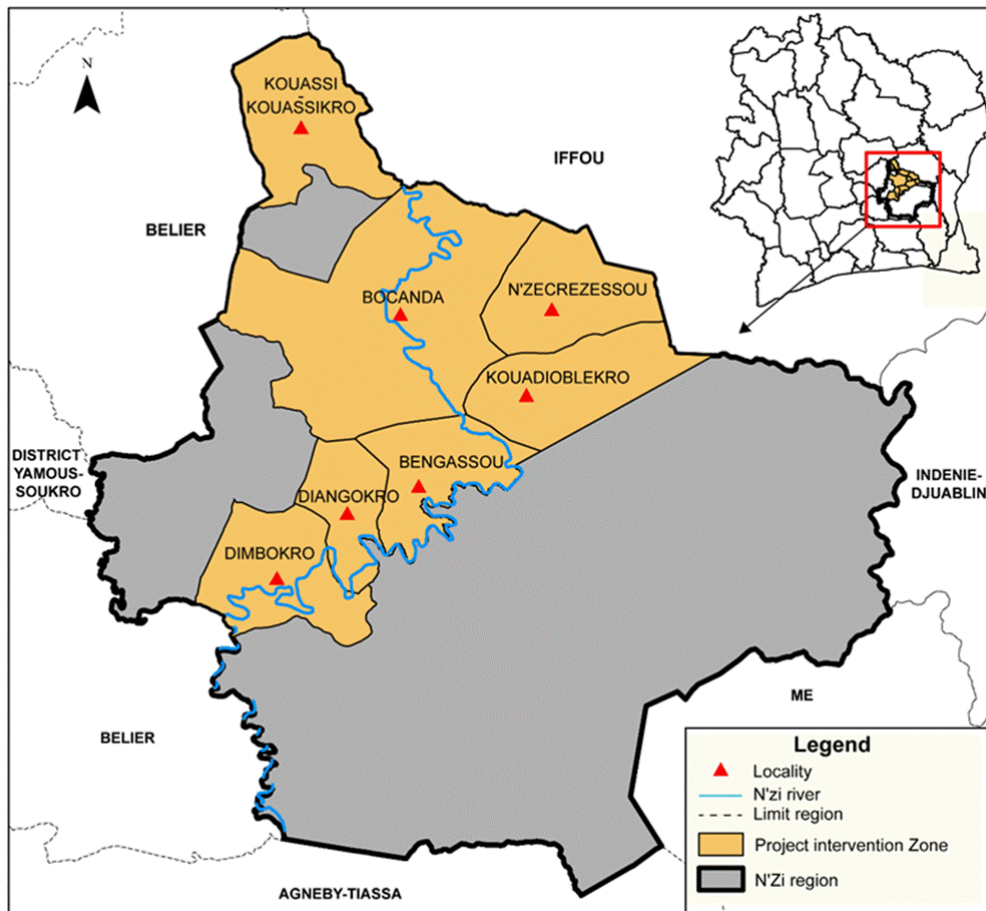 N
KOUASSI
-
KOUASSIKRO
IFFOU
BELIER
BOCANDA
N'ZECREZESSOU
KOUADIOBLEKRO
DISTRICT
YAMOUS-
SOUKRO
BENGASSOU
INDENIE-
DJUABLIN
DIANGOKRO
DIMBOKRO
ME
BELIER
AGNEBY-TIASSA
Legend
Locality
N'zi river
Limit region
Project intervention Zone
N'Zi region